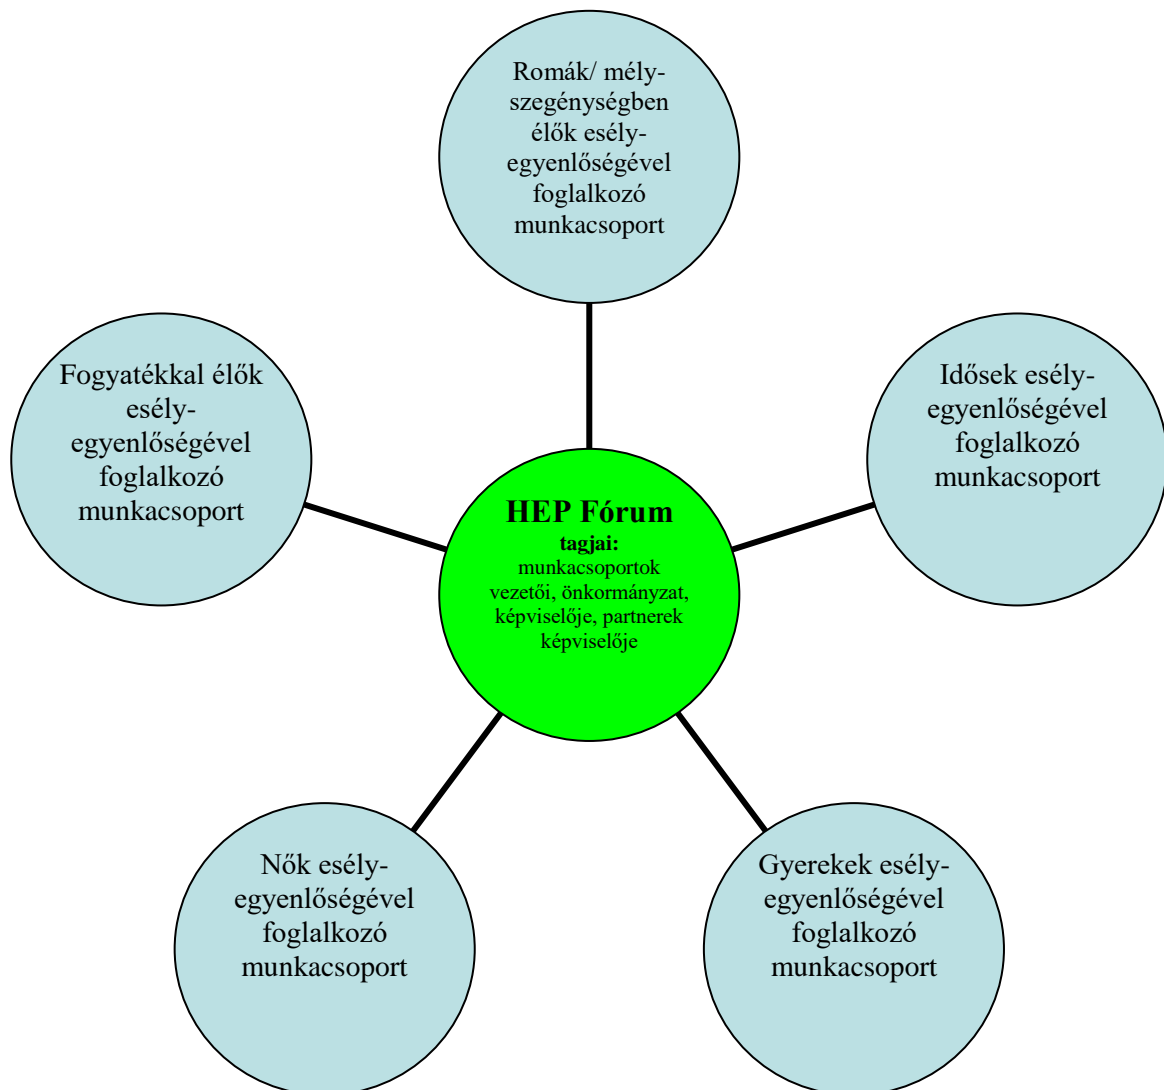 Romák/ mély-
szegénységben
élők esély-
egyenlőségével
foglalkozó
munkacsoport
Fogyatékkal élők
esély-
egyenlőségével
foglalkozó
munkacsoport
Idősek esély-
egyenlőségével
foglalkozó
munkacsoport
HEP Fórum
tagjai:
munkacsoportok
vezetői, önkormányzat,
képviselője, partnerek
képviselője
Nők esély-
egyenlőségével
foglalkozó
munkacsoport
Gyerekek esély-
egyenlőségével
foglalkozó
munkacsoport